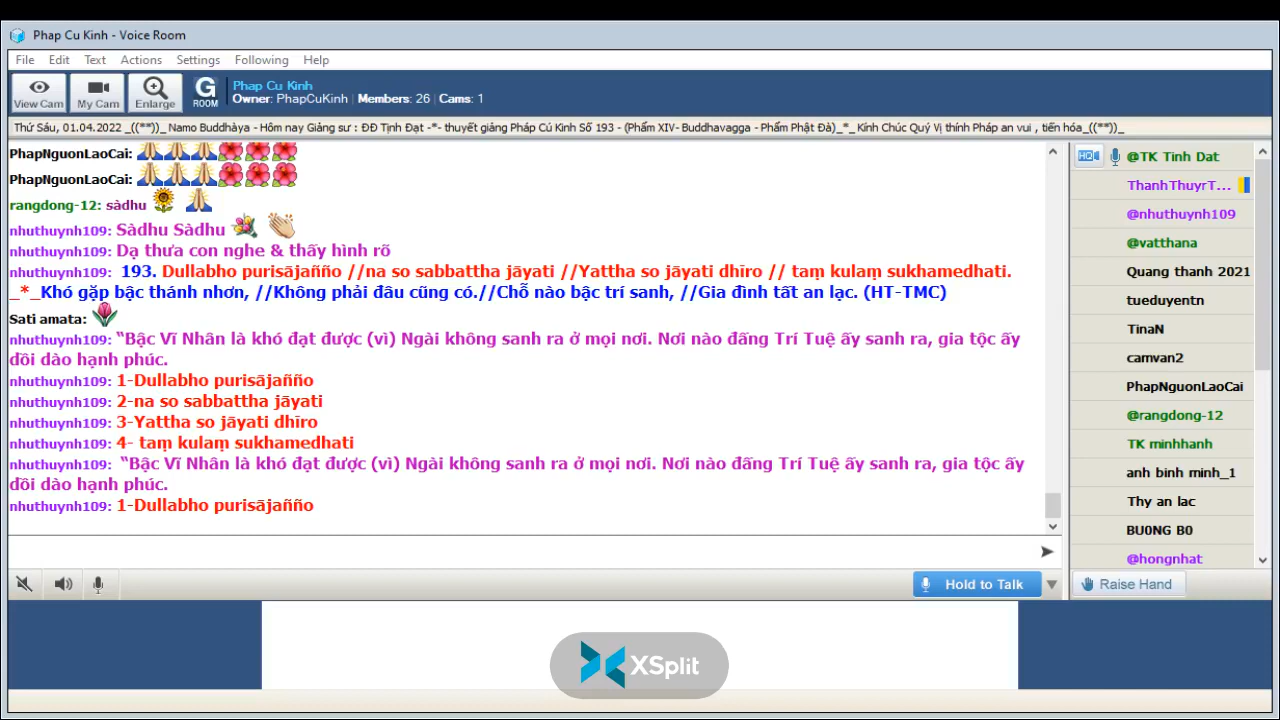 Phap Cu Kinh - Voice Room
File Edit Text Actions Settings Following Help
View Cam My Cam Enlarge G ROOM
Phap Cu Kinh
Owner: PhapCuKinh Members: 26 Cams: 1
Thứ Sáu, 01.04.2022 _((**))_ Namo Buddhàya - Hôm nay Giảng sư : ĐĐ Tịnh Đạt -*- thuyết giảng Pháp Cú Kinh Số 193 - (Phẩm XIV- Buddhavagga - Phẩm Phật Đà)_*_ Kính Chúc Quý Vị thính Pháp an vui , tiến hóa_((**))_
PhapNguonLaoCai:
PhapNguonLaoCai:
rangdong-12: sàdhu
nhuthuynh109: Sàdhu Sàdhu
nhuthuynh109: Dạ thưa con nghe & thấy hình rõ
nhuthuynh109: 193. Dullabho purisājañño //na so sabbattha jāyati //Yattha so jāyati dhīro // taṃ kulaṃ sukhamedhati.
_*_Khó gặp bậc thánh nhơn, //Không phải đâu cũng có.//Chỗ nào bậc trí sanh, //Gia đình tất an lạc. (HT-TMC)
Sati amata:
nhuthuynh109: “Bậc Vĩ Nhân là khó đạt được (vì) Ngài không sanh ra ở mọi nơi. Nơi nào đấng Trí Tuệ ấy sanh ra, gia tộc ấy
đồi dào hạnh phúc.
nhuthuynh109: 1-Dullabho purisājañño
nhuthuynh109: 2-na so sabbattha jāyati
nhuthuynh109: 3-Yattha so jāyati dhīro
nhuthuynh109: 4- taṃ kulaṃ sukhamedhati
nhuthuynh109: “Bậc Vĩ Nhân là khó đạt được (vì) Ngài không sanh ra ở mọi nơi. Nơi nào đấng Trí Tuệ ấy sanh ra, gia tộc ấy
đồi dào hạnh phúc.
nhuthuynh109: 1-Dullabho purisājañño
HQ @TK Tinh Dat
ThanhThuyrT...
@nhuthuynh109
@vatthana
Quang thanh 2021
tueduyentn
TinaN
camvan2
PhapNguonLaoCai
@rangdong-12
TK minhhanh
anh binh minh_1
Thy an lac
BU0NG B0
@hongnhat
Hold to Talk
Raise Hand
XSplit